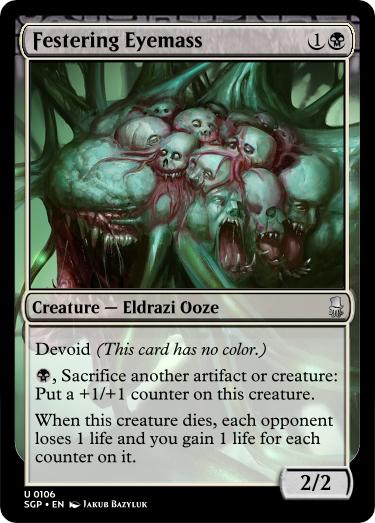 Festering Eyemass 1
Creature — Eldrazi Ooze
Devoid (This card has no color.)
, Sacrifice another artifact or creature:
Put a +1/+1 counter on this creature.
When this creature dies, each opponent
loses 1 life and you gain 1 life for each
counter on it.
2/2
U 0106
SGP • EN Jakub Bazyluk